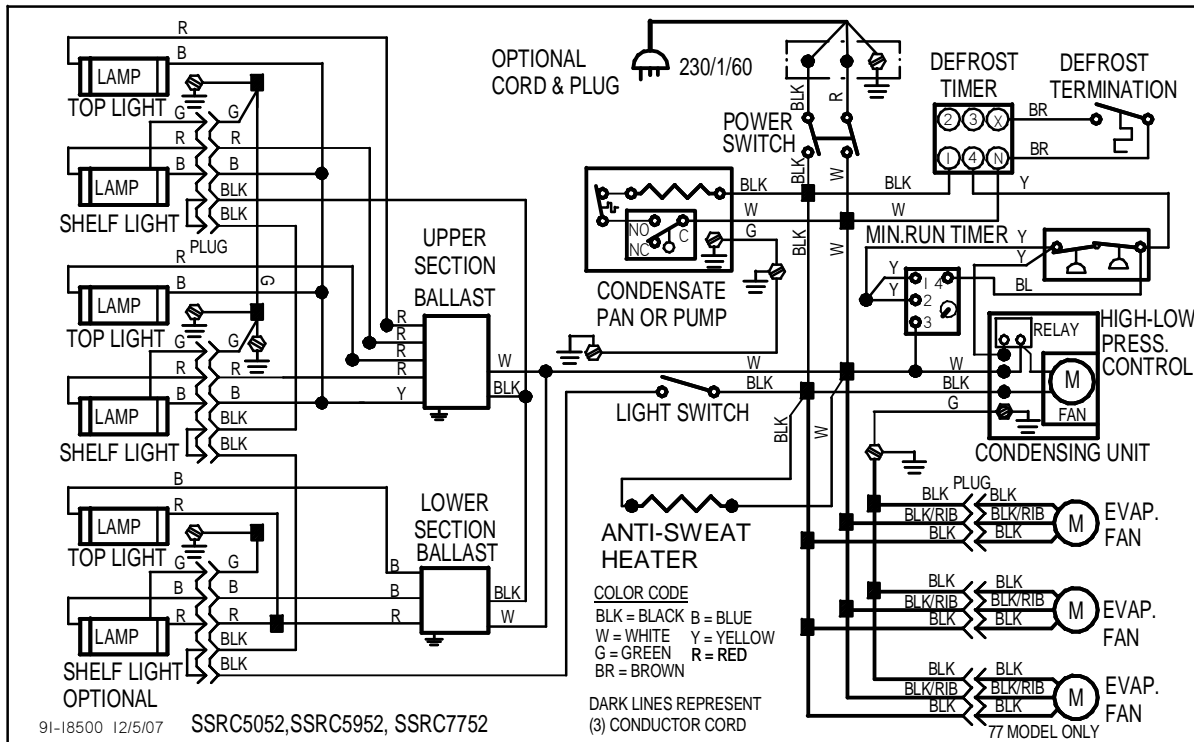 R
B
LAMP
TOP LIGHT
G
G
R
R
B
B
LAMP
BLK
BLK
SHELF LIGHT
PLUG
R
B
LAMP
G
TOP LIGHT
G
G
R
R
R
B
B
Y
LAMP
BLK
BLK
SHELF LIGHT
B
R
LAMP
TOP LIGHT
G
G
B
B
B
B
R
R
R
LAMP
BLK
BLK
SHELF LIGHT
OPTIONAL
91-18500 12/5/07
SSRC5052,SSRC5952, SSRC7752
UPPER
SECTION
BALLAST
R
R
R
W
BLK
LOWER
SECTION
BALLAST
BLK
W
OPTIONAL
CORD & PLUG
230/1/60
BLK
R
POWER
SWITCH
BLK
W
BLK
BLK
W
W
G
NO
NC
C
BLK
W
CONDENSATE
PAN OR PUMP
DEFROST
TIMER
DEFROST
TERMINATION
2 3 X
1 4 N
BR
BR
Y
MIN.RUN TIMER
Y
Y
Y
Y
1 4
2
3
BL
RELAY
HIGH-LOW
PRESS.
CONTROL
M
FAN
W
W
BLK
BLK
G
CONDENSING UNIT
LIGHT SWITCH
BLK
W
ANTI-SWEAT
HEATER
COLOR CODE
BLK = BLACK B = BLUE
W = WHITE Y = YELLOW
G = GREEN R = RED
BR = BROWN
DARK LINES REPRESENT
(3) CONDUCTOR CORD
PLUG
BLK BLK
BLK/RIB BLK/RIB
BLK BLK
M
EVAP.
FAN
BLK BLK
BLK/RIB BLK/RIB
BLK BLK
M
EVAP.
FAN
BLK BLK
BLK/RIB BLK/RIB
BLK BLK
M
EVAP.
FAN
77 MODEL ONLY